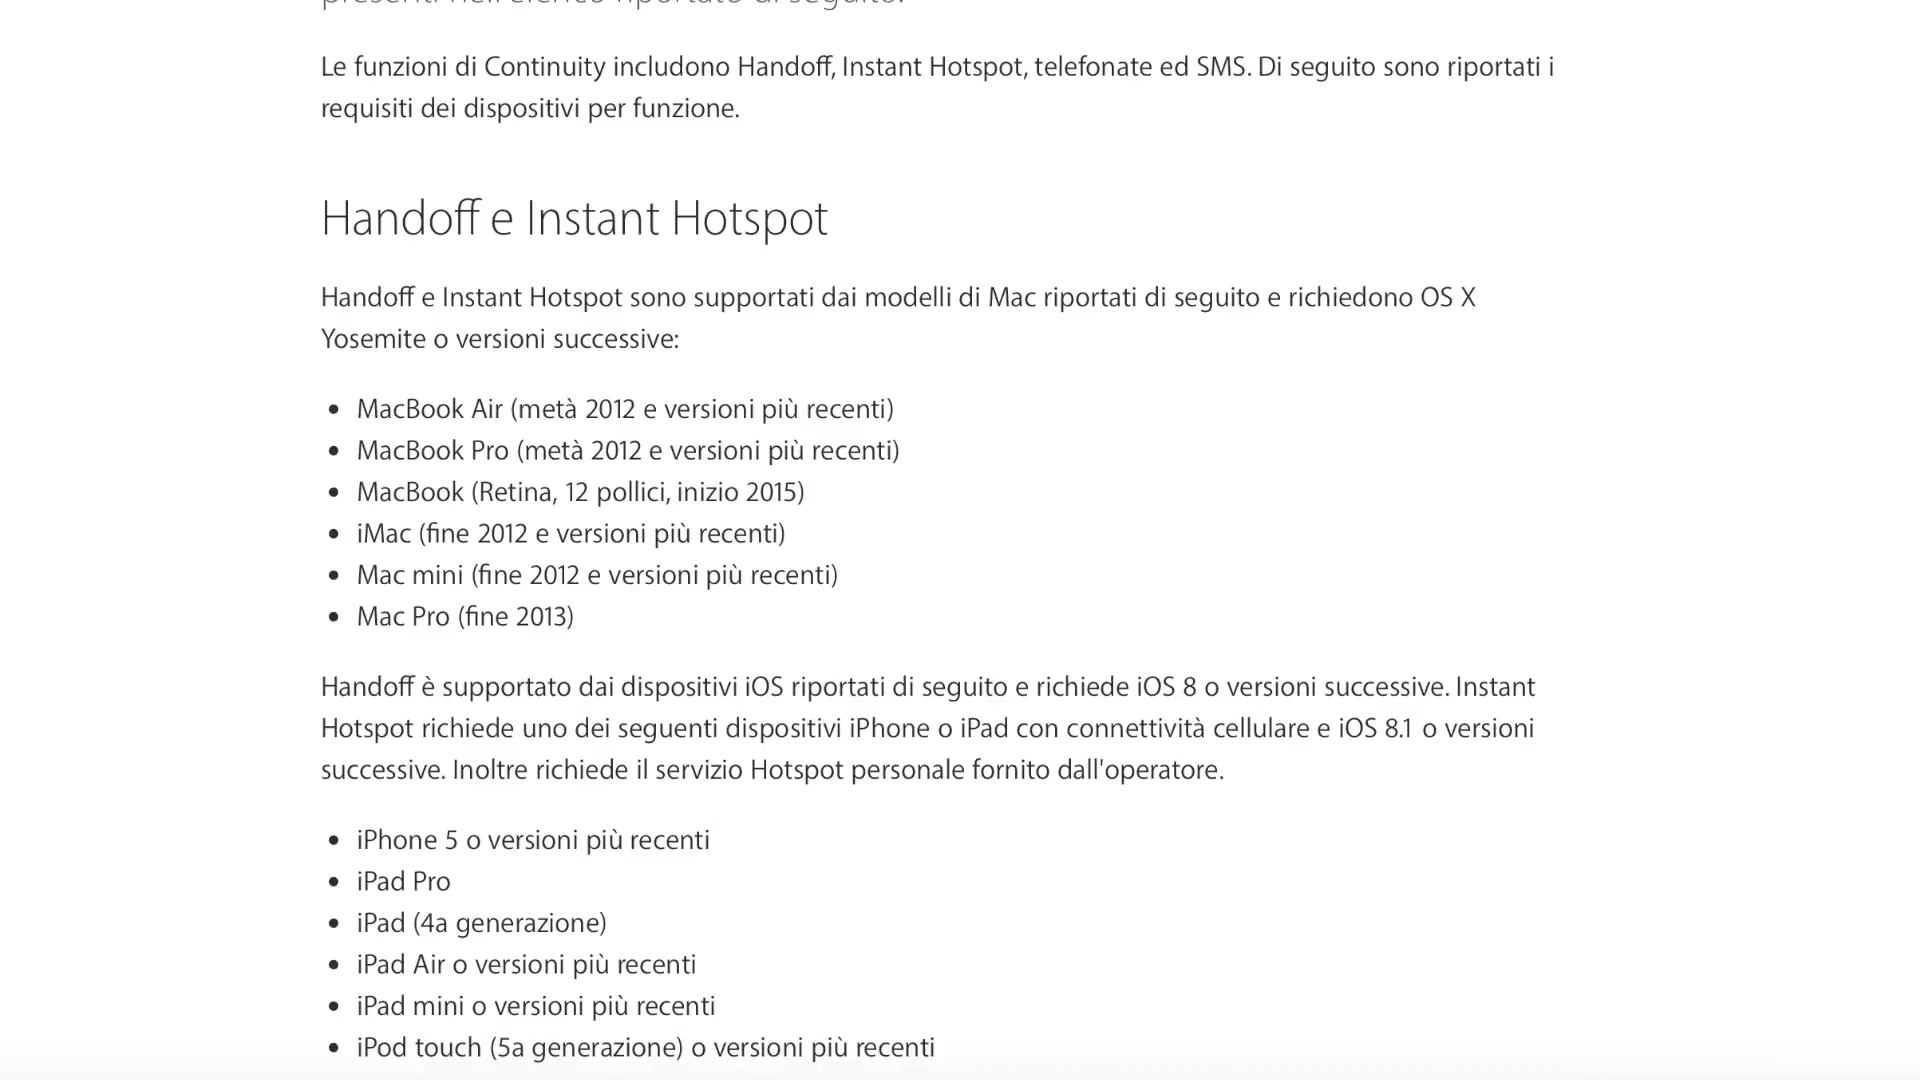 presenti nell'elenco riportato di seguito.
Le funzioni di Continuity includono Handoff, Instant Hotspot, telefonate ed SMS. Di seguito sono riportati i
requisiti dei dispositivi per funzione.
Handoff e Instant Hotspot
Handoff e Instant Hotspot sono supportati dai modelli di Mac riportati di seguito e richiedono OS X
Yosemite o versioni successive:
• MacBook Air (metà 2012 e versioni più recenti)
• MacBook Pro (metà 2012 e versioni più recenti)
• MacBook (Retina, 12 pollici, inizio 2015)
• iMac (fine 2012 e versioni più recenti)
• Mac mini (fine 2012 e versioni più recenti)
• Mac Pro (fine 2013)
Handoff è supportato dai dispositivi iOS riportati di seguito e richiede iOS 8 o versioni successive. Instant
Hotspot richiede uno dei seguenti dispositivi iPhone o iPad con connettività cellulare e iOS 8.1 o versioni
successive. Inoltre richiede il servizio Hotspot personale fornito dall'operatore.
• iPhone 5 o versioni più recenti
• iPad Pro
• iPad (4a generazione)
• iPad Air o versioni più recenti
• iPad mini o versioni più recenti
• iPod touch (5a generazione) o versioni più recenti